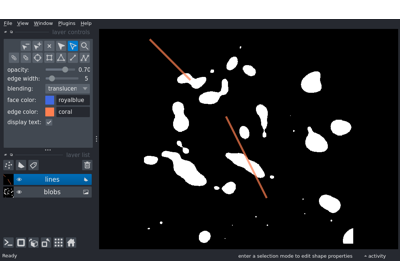 File View Window Plugins Help
layer controls
opacity: 0.70
edge width: 5
blending: translucent
face color: royalblue
edge color: coral
display text:
layer list
lines
blobs
Ready enter a selection mode to edit shape properties activity